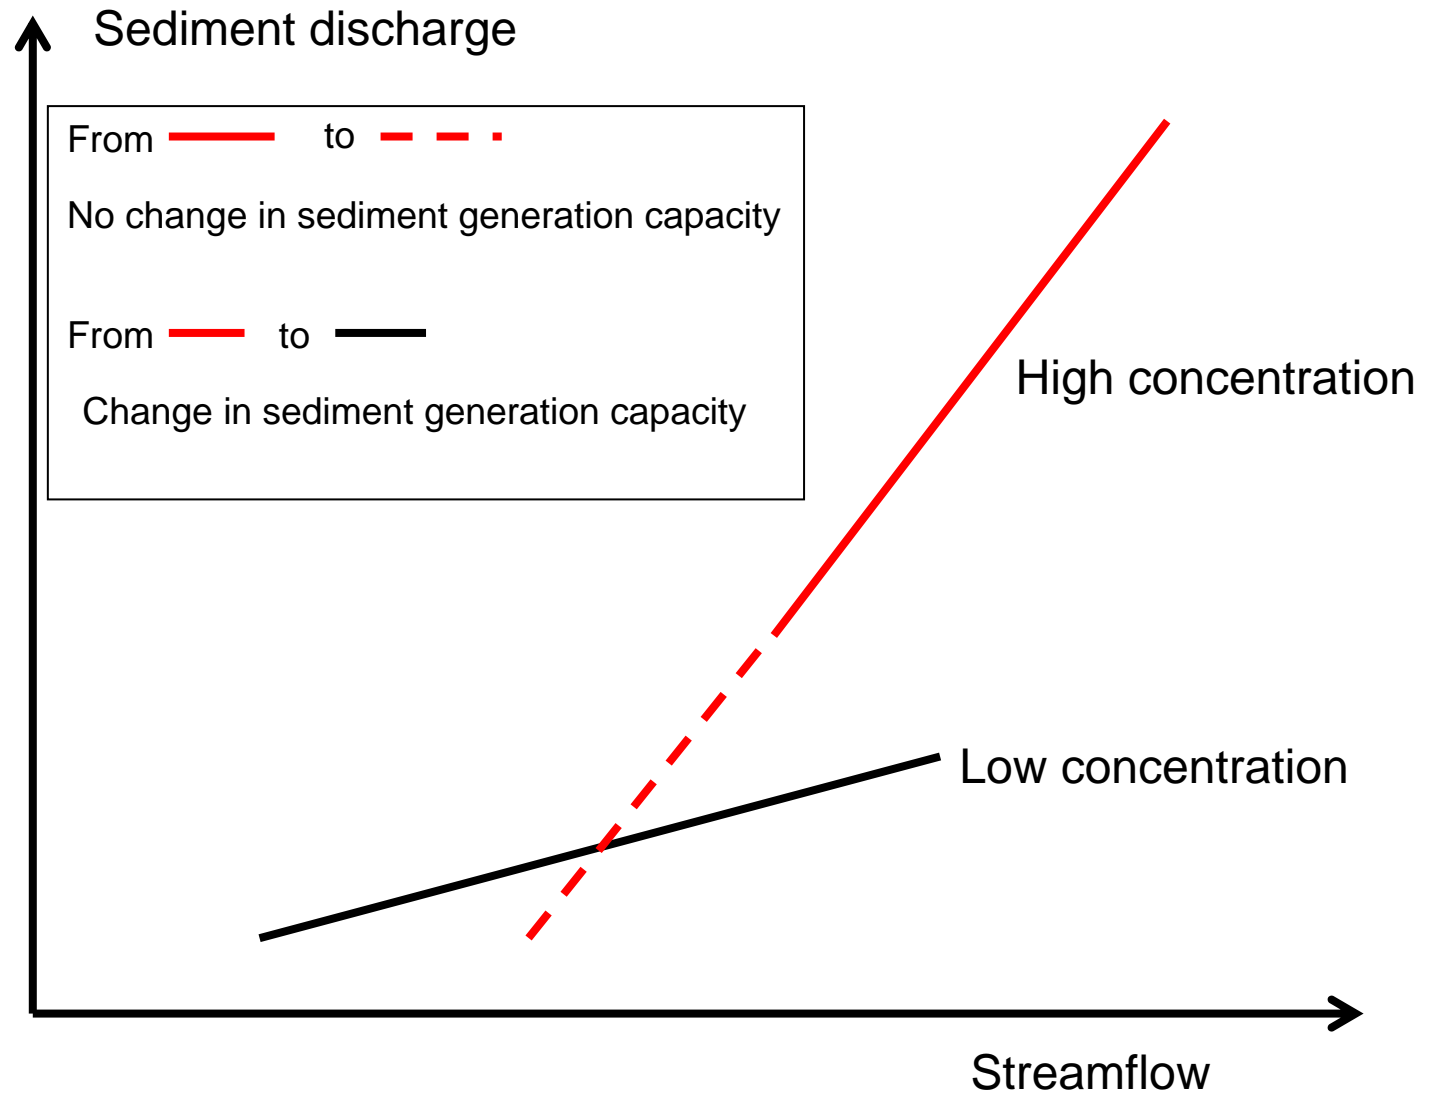 Sediment discharge
From to
No change in sediment generation capacity
From to
Change in sediment generation capacity
High concentration
Low concentration
Streamflow